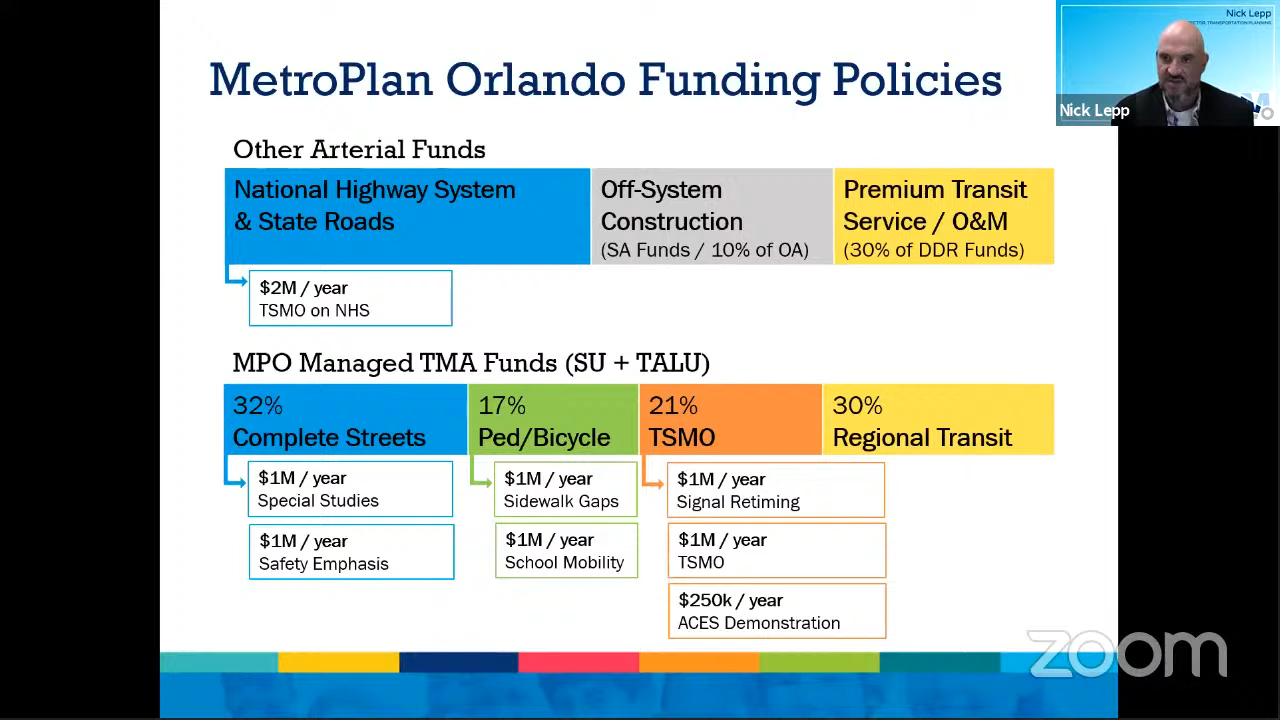 MetroPlan Orlando Funding Policies
Nick Lepp
DIRECTOR, TRANSPORTATION PLANNING
Nick Lepp
Other Arterial Funds
National Highway System
& State Roads
Off-System
Construction
(SA Funds / 10% of OA)
Premium Transit
Service / O&M
(30% of DDR Funds)
$2M / year
TSMO on NHS
MPO Managed TMA Funds (SU + TALU)
32%
Complete Streets
17%
Ped/Bicycle
21%
TSMO
30%
Regional Transit
$1M / year
Special Studies
$1M / year
Safety Emphasis
$1M / year
Sidewalk Gaps
$1M / year
School Mobility
$1M / year
Signal Retiming
$1M / year
TSMO
$250k / year
ACES Demonstration
zoom